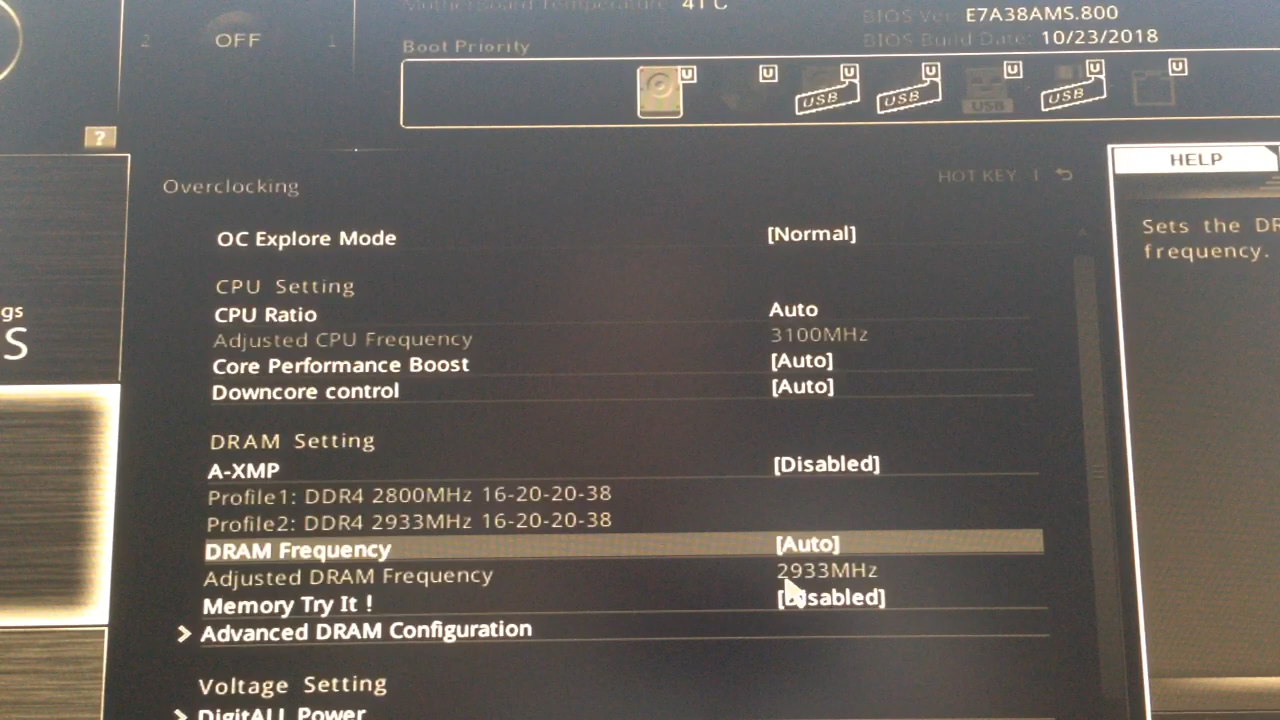 Motherboard Temperature: 41°C
BIOS Ver: E7A38AMS.800
2 OFF 1
BIOS Build Date: 10/23/2018
Boot Priority
U U U U U U U
USB USB USB USB
?
HELP
Overclocking
HOT KEY
Sets the DR
frequency.
OC Explore Mode [Normal]
CPU Setting
gs
CPU Ratio Auto
S
Adjusted CPU Frequency 3100MHz
Core Performance Boost [Auto]
Downcore control [Auto]
DRAM Setting
A-XMP [Disabled]
Profile1: DDR4 2800MHz 16-20-20-38
Profile2: DDR4 2933MHz 16-20-20-38
DRAM Frequency [Auto]
Adjusted DRAM Frequency 2933MHz
Memory Try It ! [Disabled]
> Advanced DRAM Configuration
Voltage Setting
> DigitALL Power